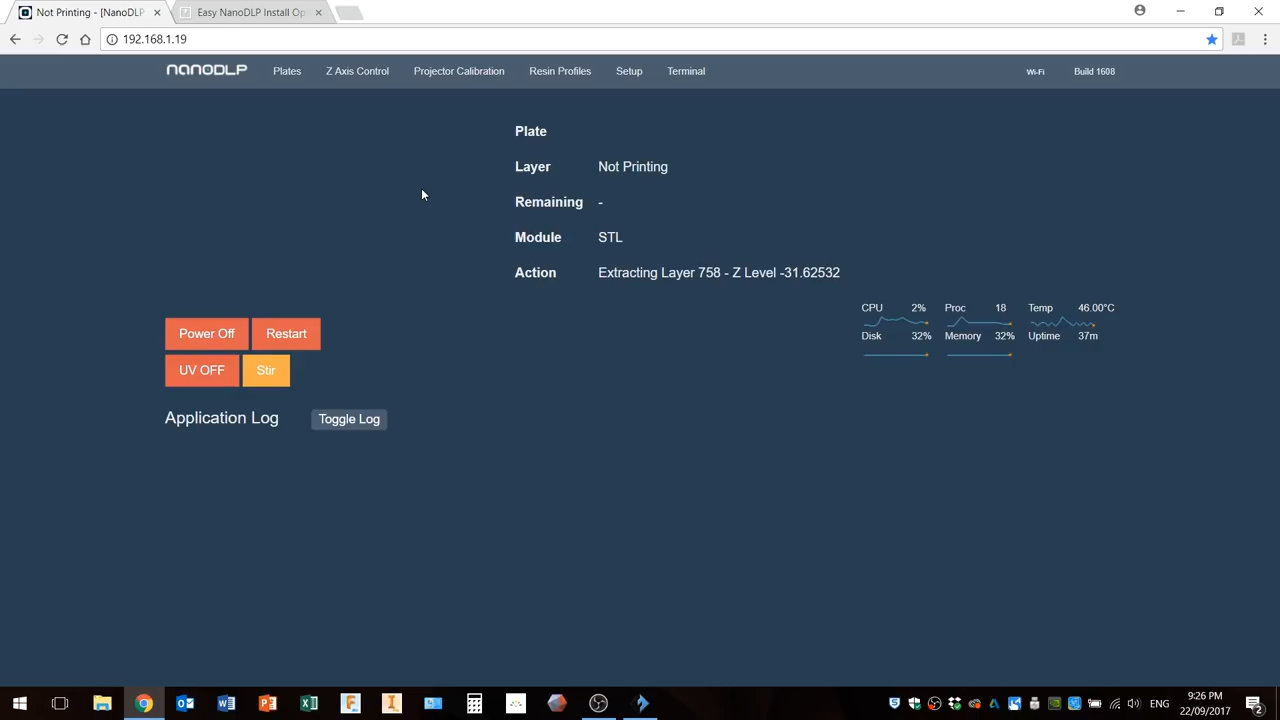 Not Printing - [NanoDLP
Easy NanoDLP Install Op
192.168.1.19
NANODLP Plates Z Axis Control Projector Calibration Resin Profiles Setup Terminal Wi-Fi Build 1608
Plate
Layer Not Printing
Remaining -
Module STL
Action Extracting Layer 758 - Z Level -31.62532
CPU 2% Proc 18 Temp 46.00°C
Disk 32% Memory 32% Uptime 37m
Power Off Restart
UV OFF Stir
Application Log Toggle Log
ENG
9:26 PM
22/09/2017
2